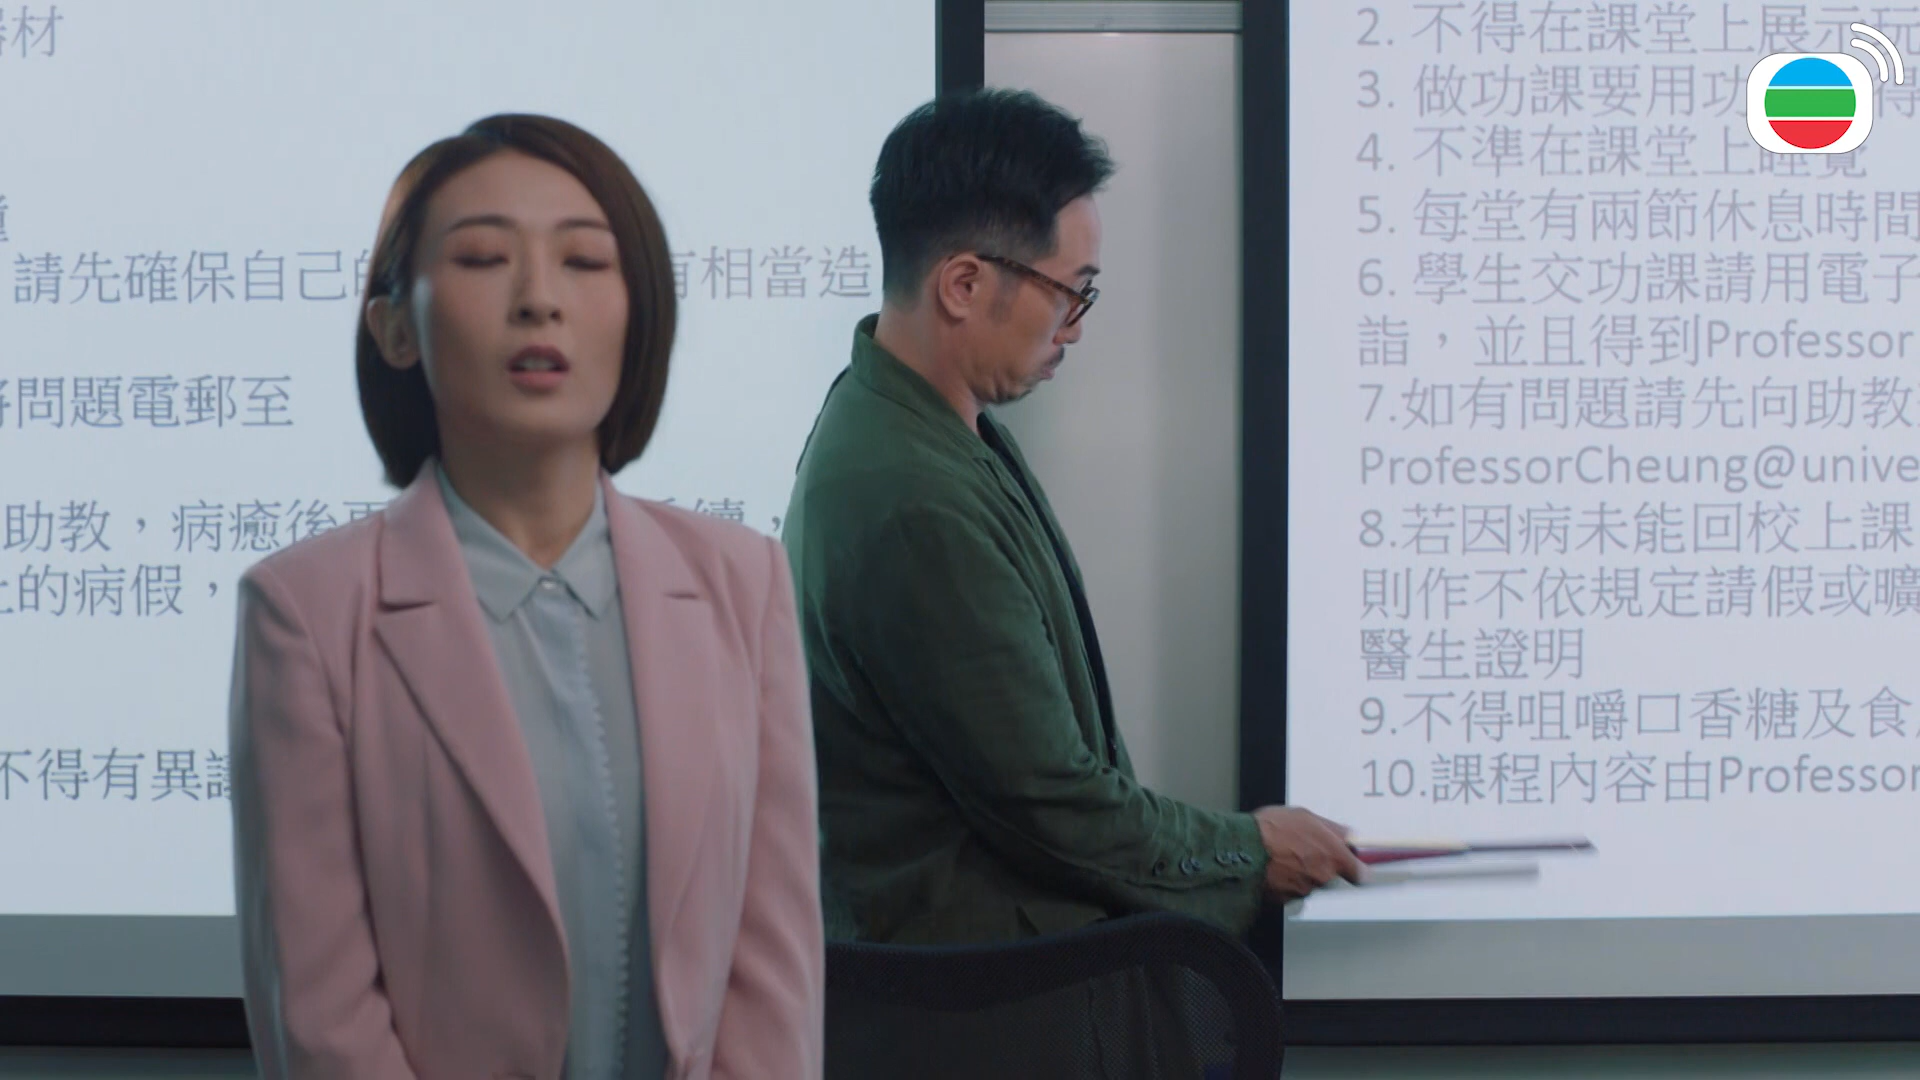 器材
請先確保自己的
有相當造
問題電郵至
助教，病癒後
續，
的病假，
不得有異議
2. 不得在課堂上展示玩
3. 做功課要用功
得
4. 不準在課堂上睡覺
5. 每堂有兩節休息時間
6. 學生交功課請用電子
詣，並且得到Professor
7.如有問題請先向助教
ProfessorCheung@unive
8.若因病未能回校上課
則作不依規定請假或曠
醫生證明
9.不得咀嚼口香糖及食
10.課程內容由Professor